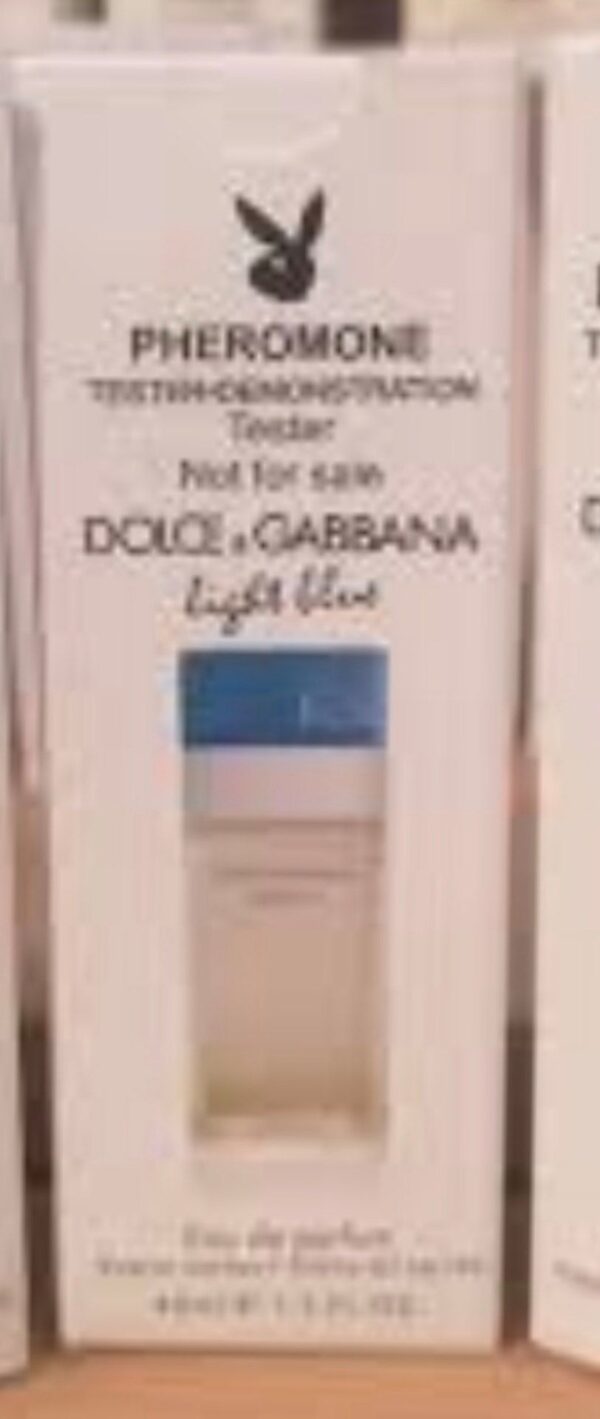 PHEROMONE
TESTER-DEMONSTRATION
Tester
Not for sale
DOLCE & GABBANA
light blue
Eau de parfum